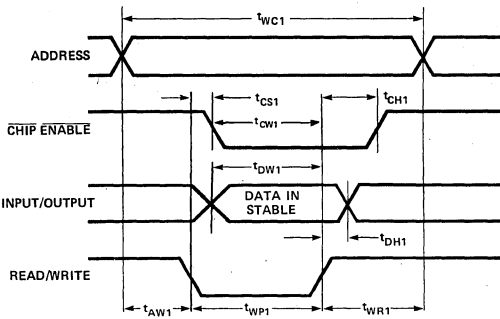 tWC1
ADDRESS
tCS1
tCH1
CHIP ENABLE
tCW1
tDW1
INPUT/OUTPUT
DATA IN
STABLE
tDH1
READ/WRITE
tAW1
tWP1
tWR1